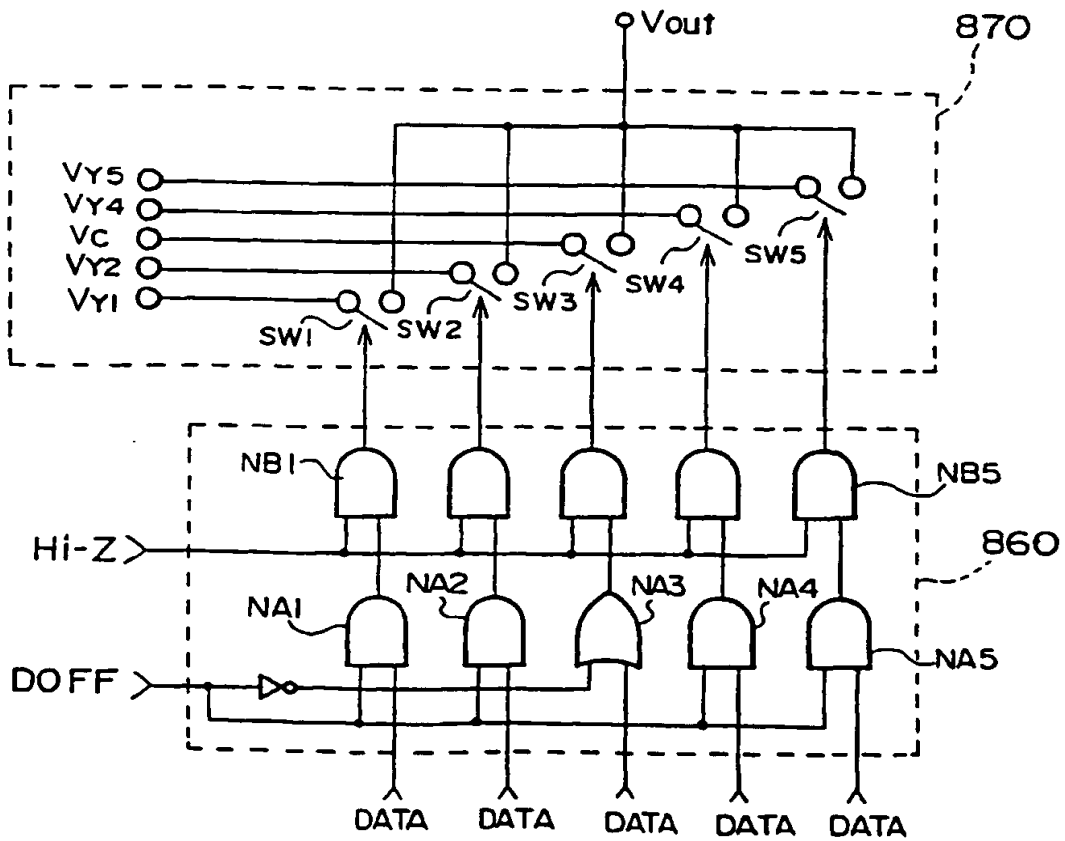 Vout
870
VY5
VY4
VC
VY2
VY1
SW1
SW2
SW3
SW4
SW5
NB1
NB5
Hi-Z
860
NA1
NA2
NA3
NA4
NA5
DOFF
DATA DATA DATA DATA DATA